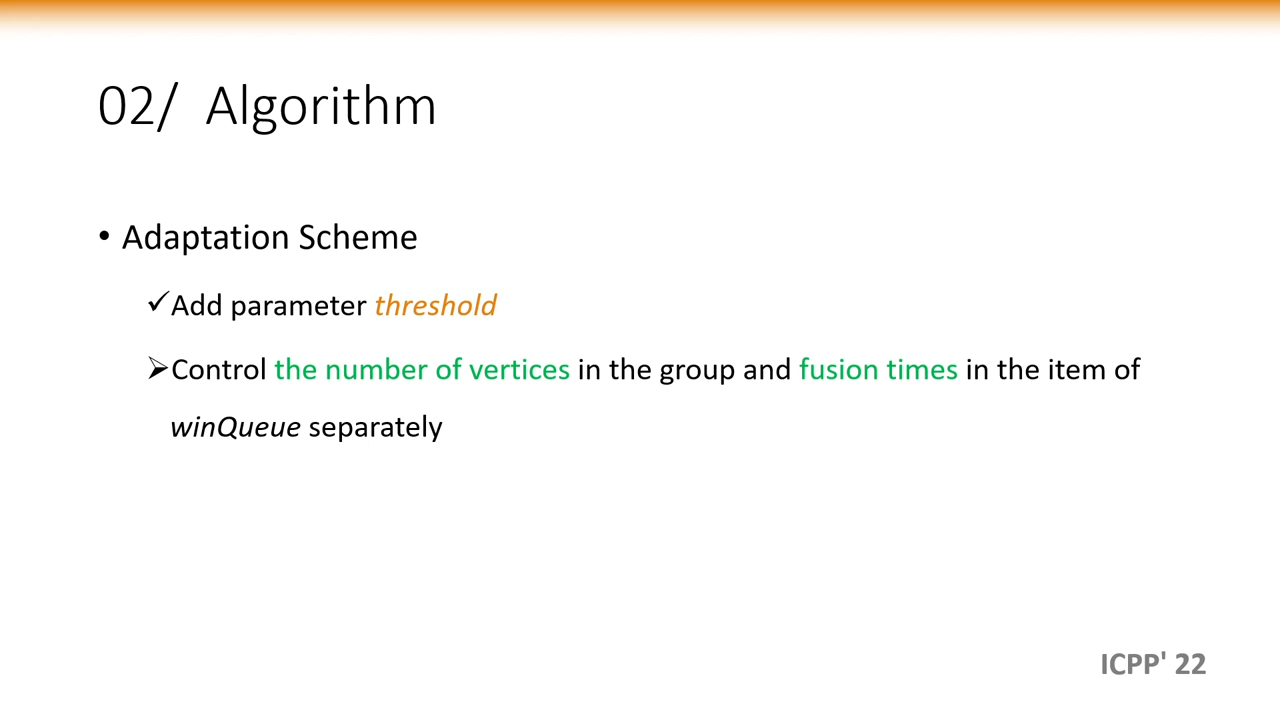 02/ Algorithm
• Adaptation Scheme
✓Add parameter threshold
➢Control the number of vertices in the group and fusion times in the item of
winQueue separately
ICPP' 22